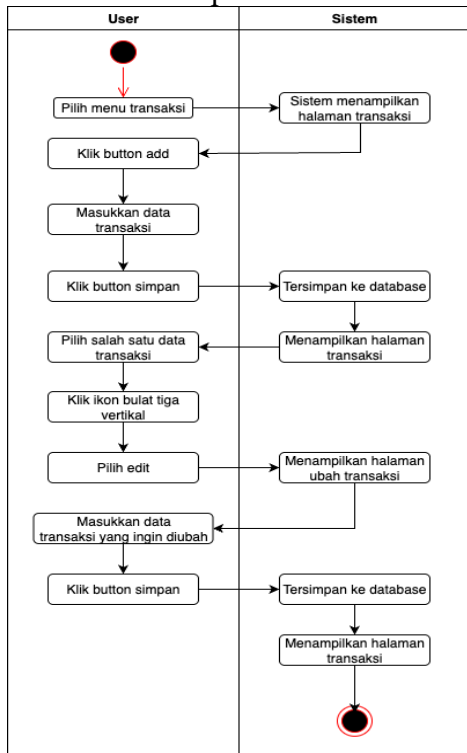 User
Sistem
Pilih menu transaksi
Sistem menampilkan
halaman transaksi
Klik button add
Masukkan data
transaksi
Klik button simpan
Tersimpan ke database
Menampilkan halaman
transaksi
Pilih salah satu data
transaksi
Klik ikon bulat tiga
vertikal
Pilih edit
Menampilkan halaman
ubah transaksi
Masukkan data
transaksi yang ingin diubah
Klik button simpan
Tersimpan ke database
Menampilkan halaman
transaksi